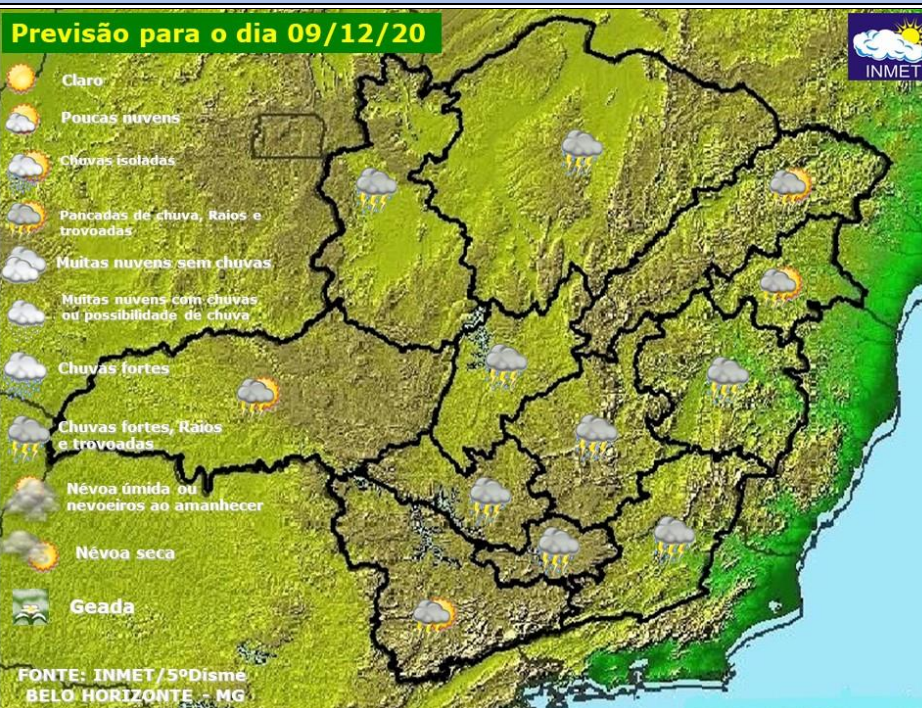 Previsão para o dia 09/12/20
INMET
Claro
Poucas nuvens
Chuvas isoladas
Pancadas de chuva, Raios e
trovoadas
Muitas nuvens sem chuvas
Muitas nuvens com chuvas
ou possibilidade de chuva
Chuvas fortes
Chuvas fortes, Raios
e trovoadas
Névoa úmida ou
nevoeiros ao amanhecer
Névoa seca
Geada
FONTE: INMET/5ºDisme
BELO HORIZONTE - MG